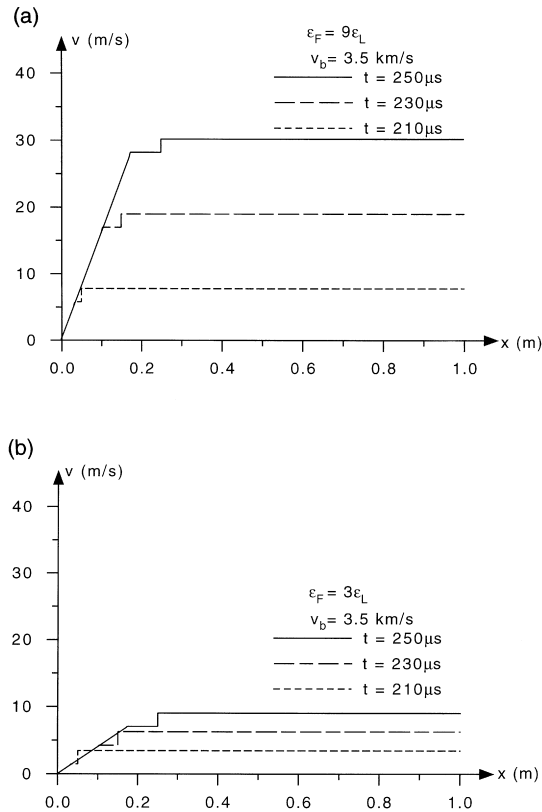 (a)
v (m/s)
40
30
20
10
0
0.0 0.2 0.4 0.6 0.8 1.0
x (m)
εF = 9εL
vb = 3.5 km/s
t = 250μs
t = 230μs
t = 210μs
(b)
v (m/s)
40
30
20
10
0
0.0 0.2 0.4 0.6 0.8 1.0
x (m)
εF = 3εL
vb = 3.5 km/s
t = 250μs
t = 230μs
t = 210μs